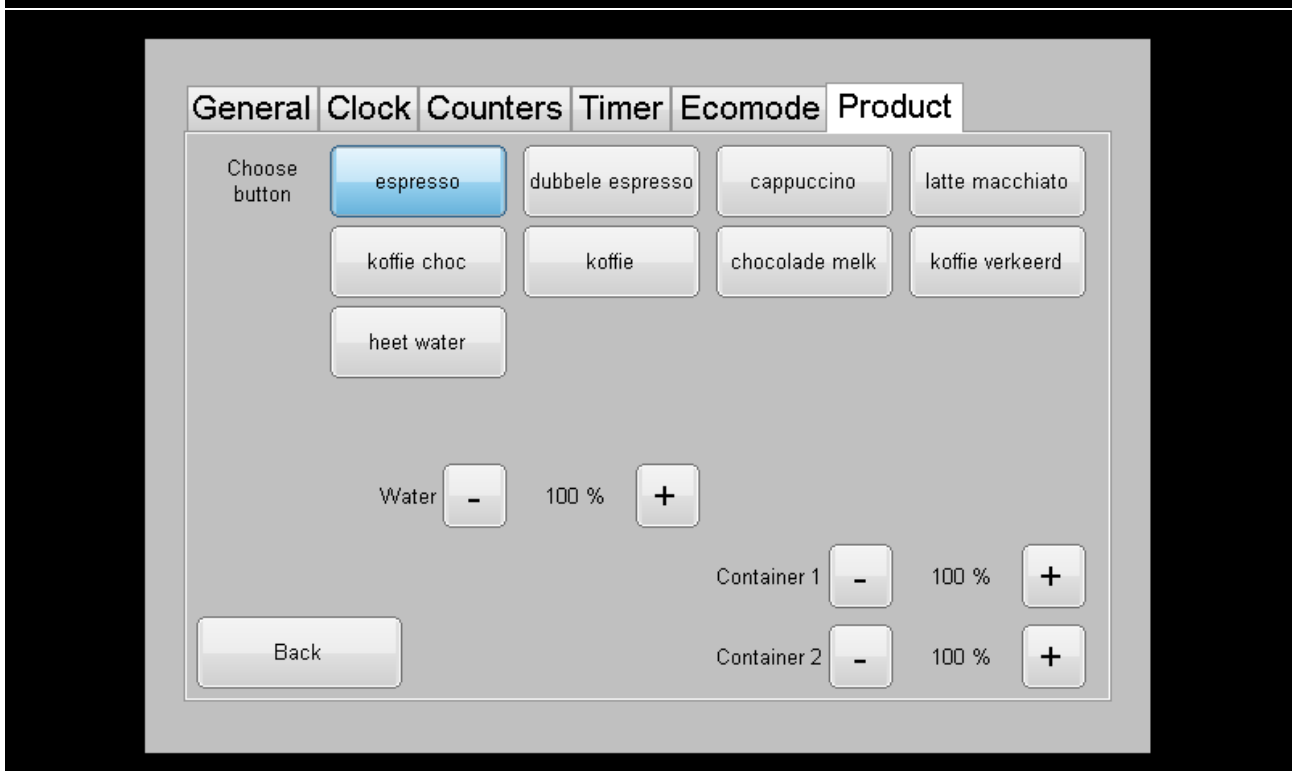 General Clock Counters Timer Ecomode Product
Choose
button
espresso dubbele espresso cappuccino latte macchiato
koffie choc koffie chocolade melk koffie verkeerd
heet water
Water - 100 % +
Container 1 - 100 % +
Back
Container 2 - 100 % +